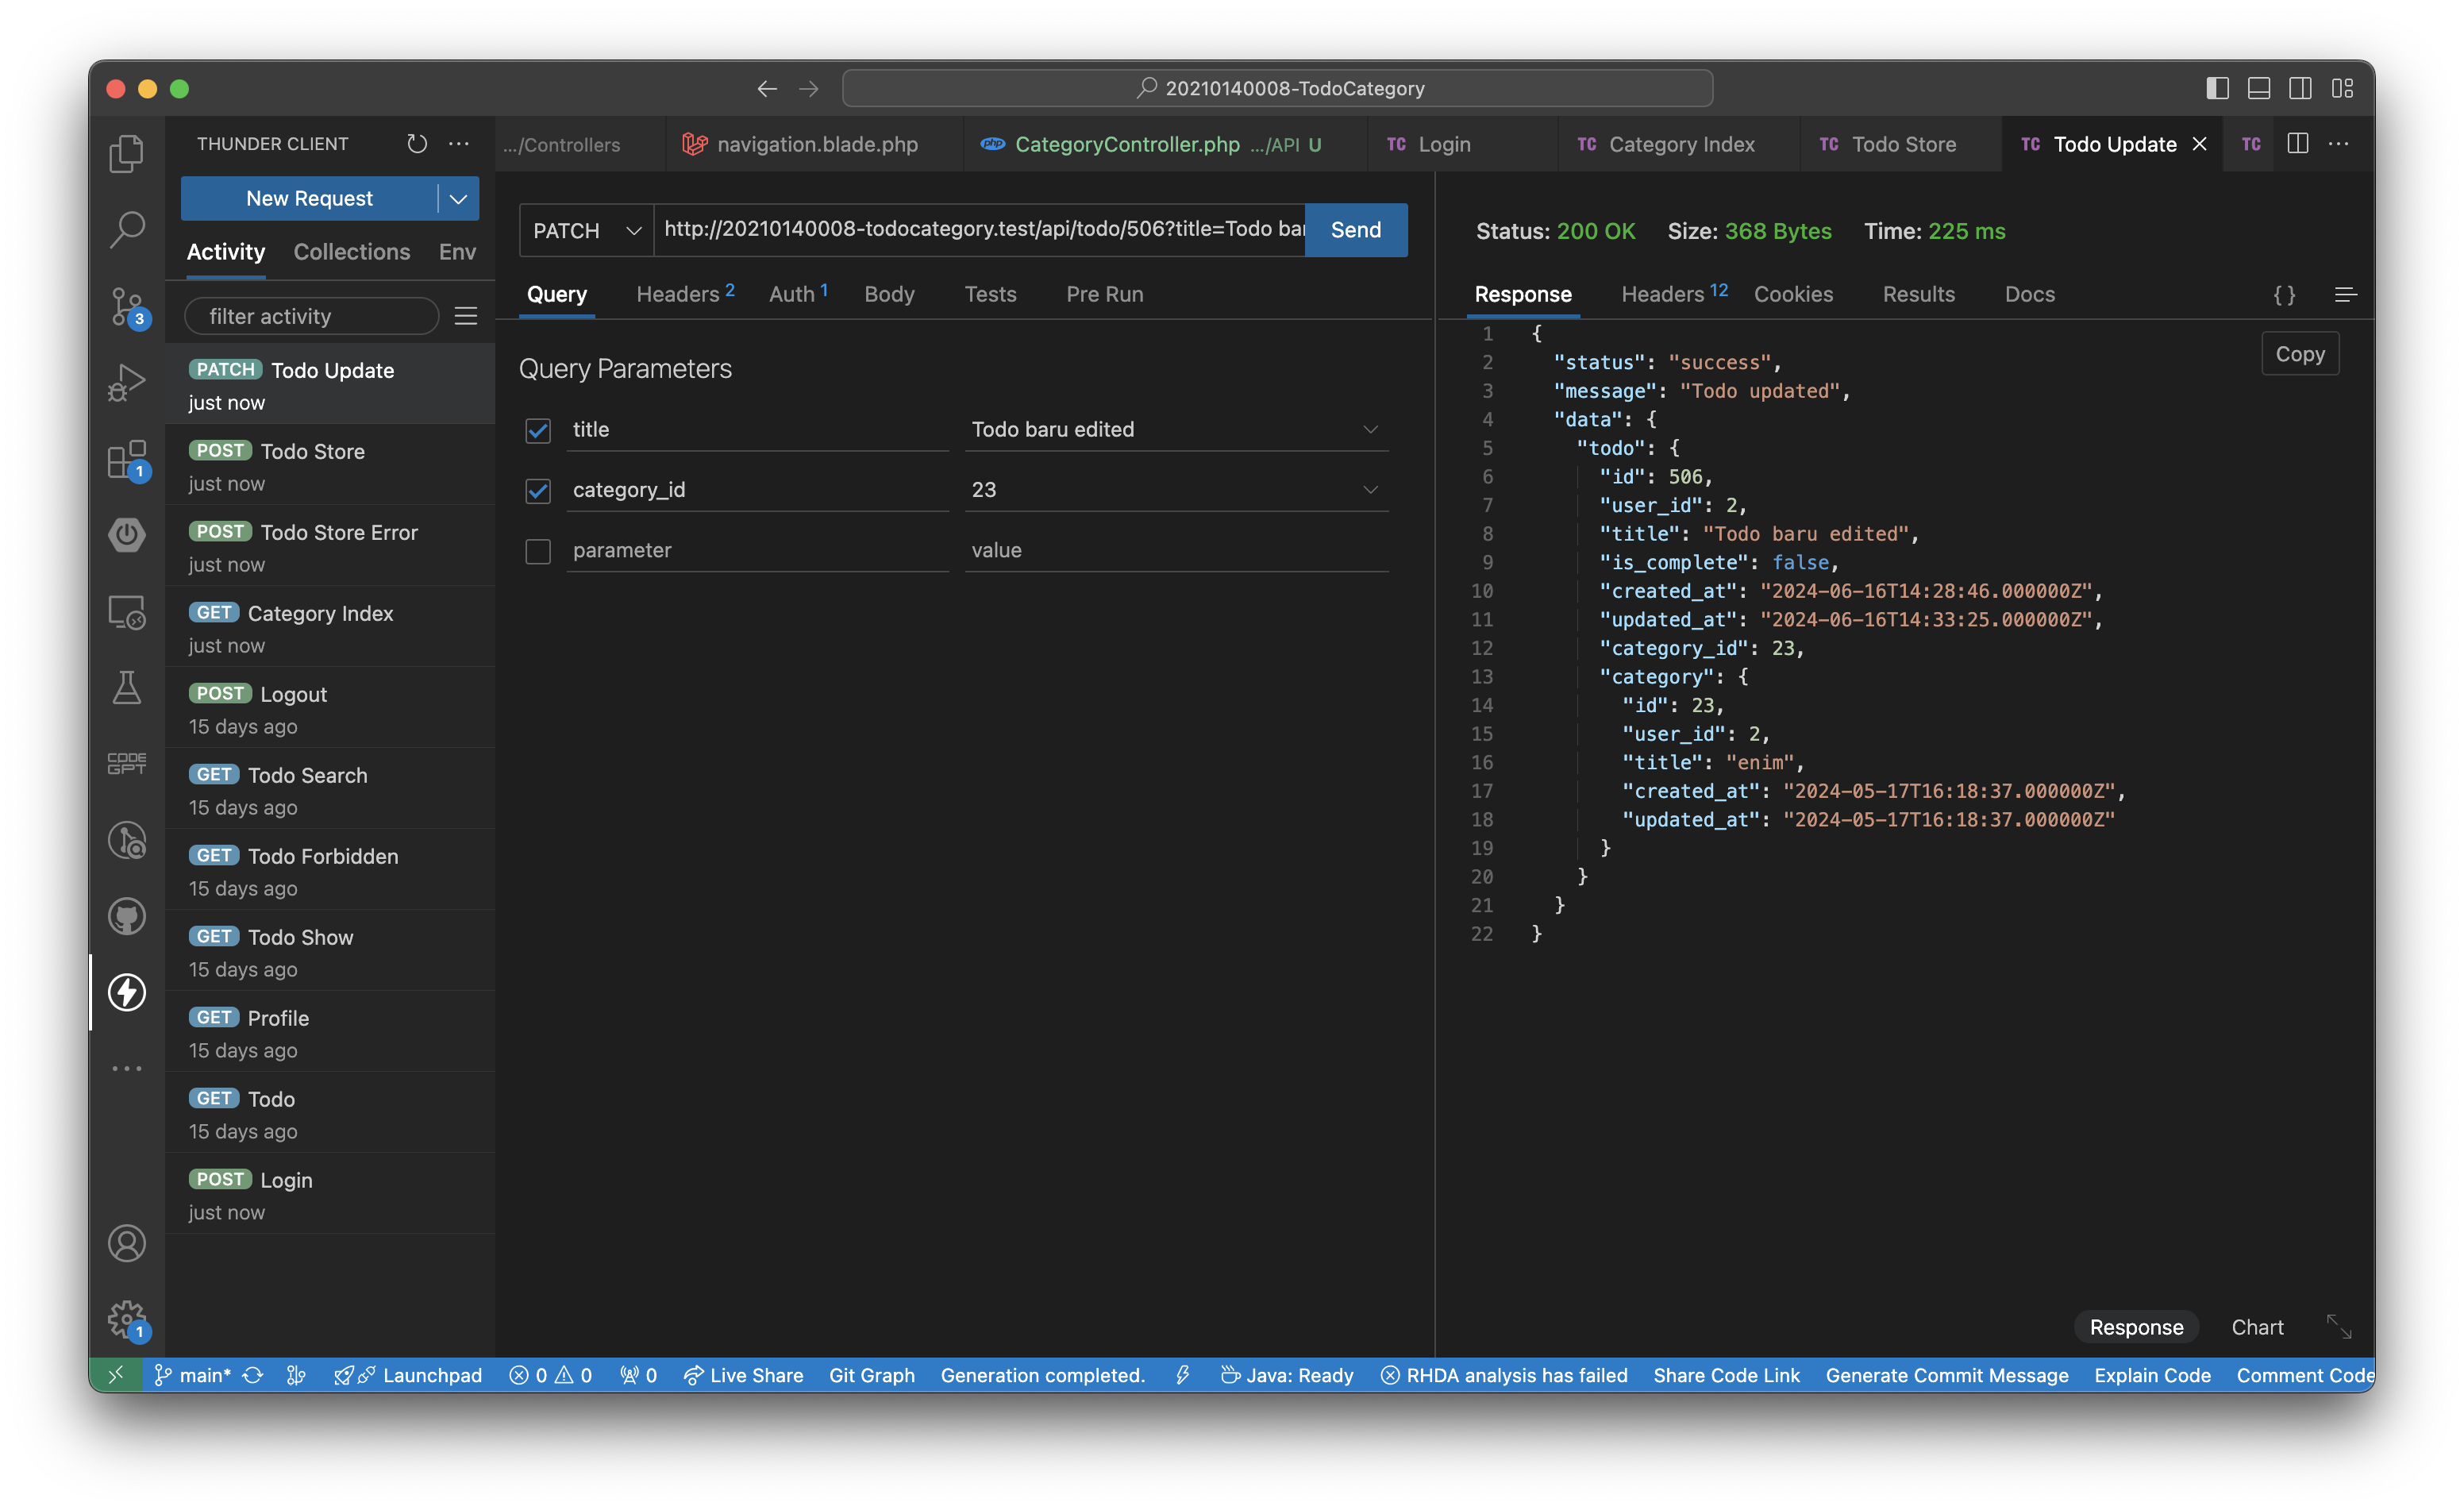 20210140008-TodoCategory
THUNDER CLIENT
New Request
Activity Collections Env
filter activity
PATCH Todo Update
just now
POST Todo Store
just now
POST Todo Store Error
just now
GET Category Index
just now
POST Logout
15 days ago
GET Todo Search
15 days ago
GET Todo Forbidden
15 days ago
GET Todo Show
15 days ago
GET Profile
15 days ago
GET Todo
15 days ago
POST Login
just now
3
1
CODE
GPT
1
.../Controllers navigation.blade.php php CategoryController.php .../API U TC Login TC Category Index TC Todo Store TC Todo Update TC
PATCH http://20210140008-todocategory.test/api/todo/506?title=Todo bar Send
Query Headers 2 Auth 1 Body Tests Pre Run
Query Parameters
title Todo baru edited
category_id 23
parameter value
Status: 200 OK Size: 368 Bytes Time: 225 ms
Response Headers 12 Cookies Results Docs { }
Copy
1 {
2 "status": "success",
3 "message": "Todo updated",
4 "data": {
5 "todo": {
6 "id": 506,
7 "user_id": 2,
8 "title": "Todo baru edited",
9 "is_complete": false,
10 "created_at": "2024-06-16T14:28:46.000000Z",
11 "updated_at": "2024-06-16T14:33:25.000000Z",
12 "category_id": 23,
13 "category": {
14 "id": 23,
15 "user_id": 2,
16 "title": "enim",
17 "created_at": "2024-05-17T16:18:37.000000Z",
18 "updated_at": "2024-05-17T16:18:37.000000Z"
19 }
20 }
21 }
22 }
Response Chart
main* Launchpad 0 0 0 Live Share Git Graph Generation completed. Java: Ready RHDA analysis has failed Share Code Link Generate Commit Message Explain Code Comment Code